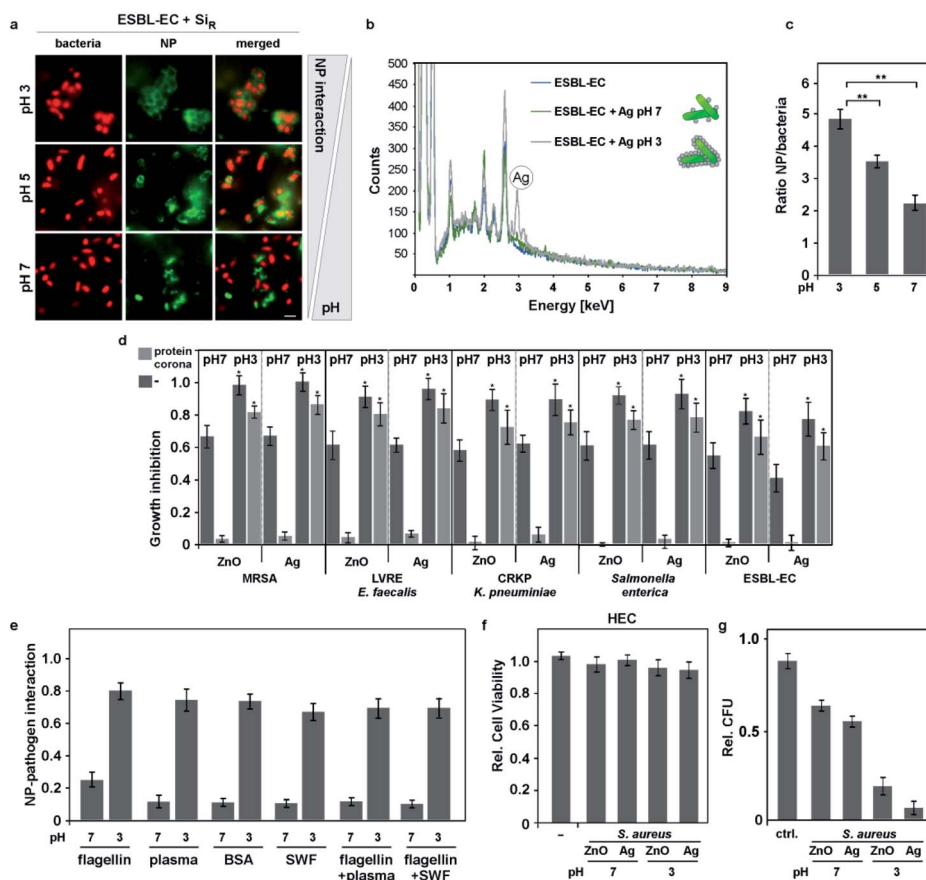 a
ESBL-EC + SiR
bacteria NP merged
pH 3
pH 5
pH 7
NP interaction
pH
b
Counts
500
450
400
350
300
250
200
150
100
50
ESBL-EC
ESBL-EC + Ag pH 7
ESBL-EC + Ag pH 3
Ag
0 1 2 3 4 5 6 7 8 9
Energy [keV]
c
Ratio NP/bacteria
6
5
4
3
2
1
0
**
**
pH 3 5 7
d
protein corona
-
pH7 pH3 pH7 pH3 pH7 pH3 pH7 pH3 pH7 pH3 pH7 pH3 pH7 pH3 pH7 pH3 pH7 pH3 pH7 pH3
Growth inhibition
1.0
0.8
0.6
0.4
0.2
0
* * * * * * * * * * * * * * * * * * * *
ZnO Ag ZnO Ag ZnO Ag ZnO Ag ZnO Ag
MRSA LVRE CRKP Salmonella ESBL-EC
E. faecalis K. pneuminiae enterica
e
NP-pathogen interaction
1.0
0.8
0.6
0.4
0.2
0
pH 7 3 7 3 7 3 7 3 7 3 7 3
flagellin plasma BSA SWF flagellin flagellin
+plasma +SWF
f
HEC
Rel. Cell Viability
1.2
1.0
0.8
0.6
0.4
0.2
0
– S. aureus
ZnO Ag ZnO Ag
pH 7 3
g
Rel. CFU
1.0
0.5
0
ctrl. S. aureus
ZnO Ag ZnO Ag
pH 7 3